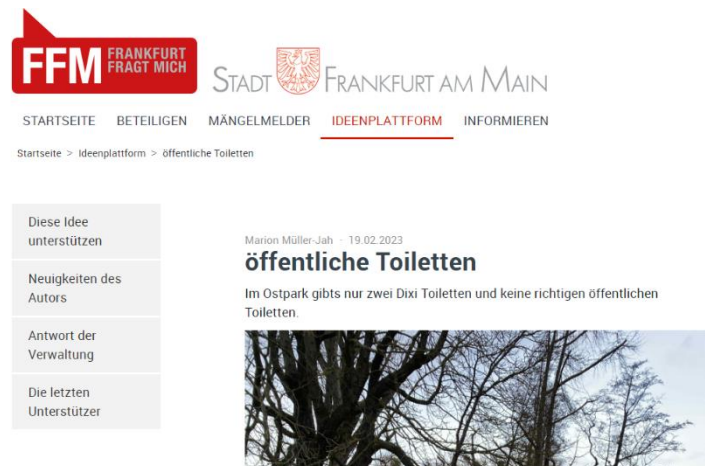 FFM FRANKFURT
FRAGT MICH
STADT FRANKFURT AM MAIN
STARTSEITE BETEILIGEN MÄNGELMELDER IDEENPLATTFORM INFORMIEREN
Startseite > Ideenplattform > öffentliche Toiletten
Diese Idee
unterstützen
Neuigkeiten des
Autors
Antwort der
Verwaltung
Die letzten
Unterstützer
Marion Müller-Jah · 19.02.2023
öffentliche Toiletten
Im Ostpark gibts nur zwei Dixi Toiletten und keine richtigen öffentlichen
Toiletten.